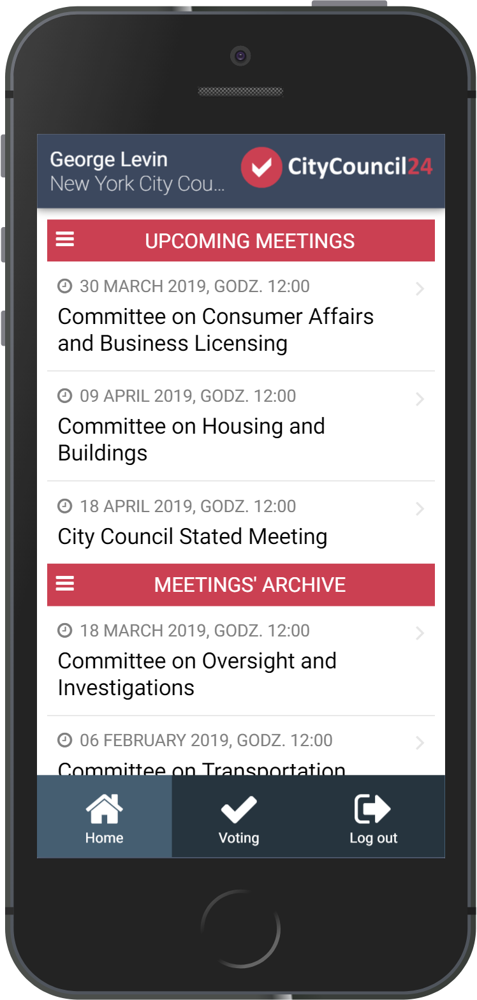 George Levin
New York City Cou...
CityCouncil24
UPCOMING MEETINGS
30 MARCH 2019, GODZ. 12:00
Committee on Consumer Affairs
and Business Licensing
09 APRIL 2019, GODZ. 12:00
Committee on Housing and
Buildings
18 APRIL 2019, GODZ. 12:00
City Council Stated Meeting
MEETINGS' ARCHIVE
18 MARCH 2019, GODZ. 12:00
Committee on Oversight and
Investigations
06 FEBRUARY 2019, GODZ. 12:00
Committee on Transportation
Home
Voting
Log out